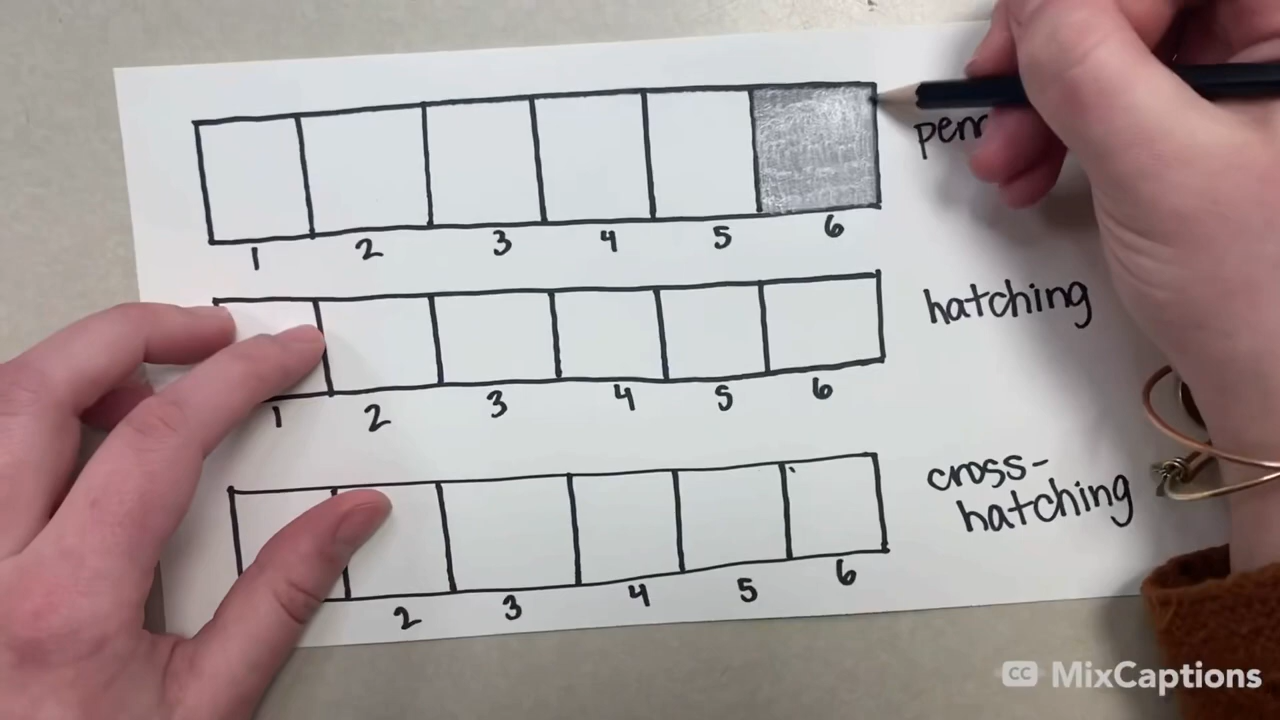 1 2 3 4 5 6
hatching
1 2 3 4 5 6
cross-
hatching
2 3 4 5 6
CC MixCaptions